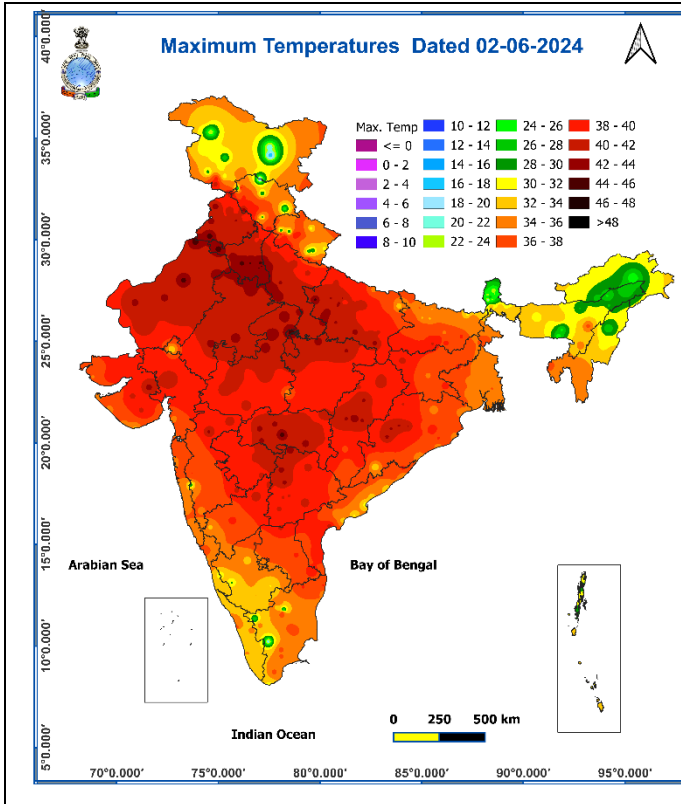 Maximum Temperatures Dated 02-06-2024
Max. Temp
<= 0
0 - 2
2 - 4
4 - 6
6 - 8
8 - 10
10 - 12
12 - 14
14 - 16
16 - 18
18 - 20
20 - 22
22 - 24
24 - 26
26 - 28
28 - 30
30 - 32
32 - 34
34 - 36
36 - 38
38 - 40
40 - 42
42 - 44
44 - 46
46 - 48
>48
40°0.000'
35°0.000'
30°0.000'
25°0.000'
20°0.000'
15°0.000'
10°0.000'
5°0.000'
Arabian Sea
Bay of Bengal
Indian Ocean
0 250 500 km
70°0.000' 75°0.000' 80°0.000' 85°0.000' 90°0.000' 95°0.000'